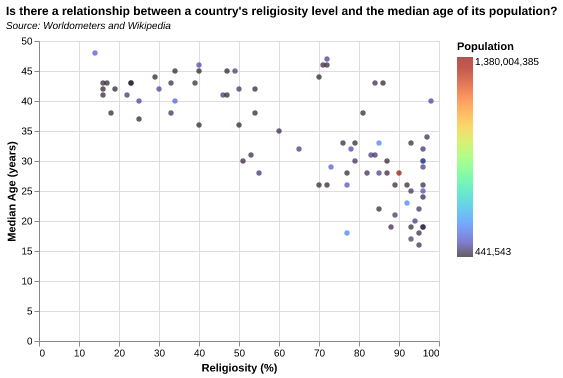 Is there a relationship between a country's religiosity level and the median age of its population?
Source: Worldometers and Wikipedia
Population
1,380,004,385
441,543
Median Age (years)
50
45
40
35
30
25
20
15
10
5
0
0 10 20 30 40 50 60 70 80 90 100
Religiosity (%)